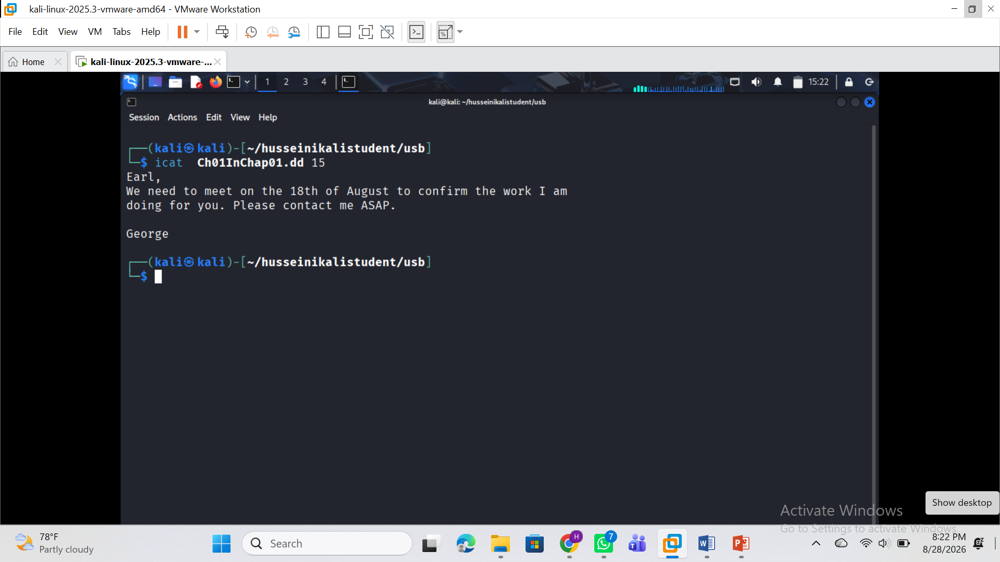 kali-linux-2025.3-vmware-amd64 - VMware Workstation
File Edit View VM Tabs Help
Home
kali-linux-2025.3-vmware-...
1 2 3 4 15:22
kali@kali: ~/husseinikalistudent/usb
Session Actions Edit View Help
┌──(kali㉿kali)-[~/husseinikalistudent/usb]
└─$ icat  Ch01InChap01.dd 15
Earl,
We need to meet on the 18th of August to confirm the work I am
doing for you. Please contact me ASAP.
George
┌──(kali㉿kali)-[~/husseinikalistudent/usb]
└─$
Show desktop
Activate Windows
Go to Settings to activate Windows.
78°F
Partly cloudy
Search
H
7
8:22 PM
8/28/2026